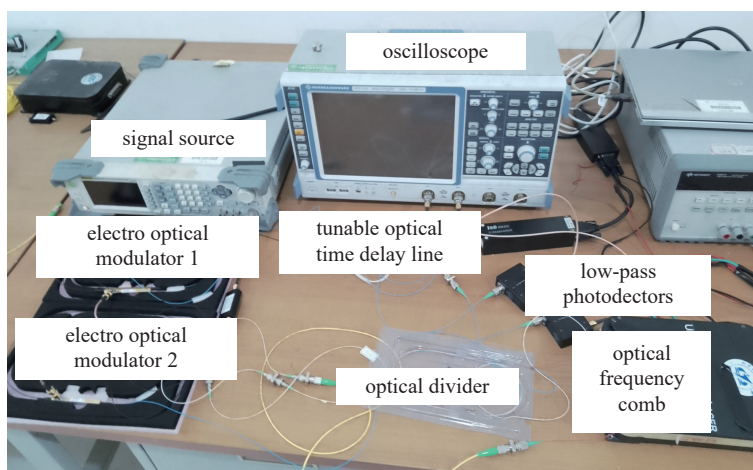 oscilloscope
signal source
electro optical
modulator 1
tunable optical
time delay line
low-pass
photodectors
electro optical
modulator 2
optical divider
optical
frequency
comb